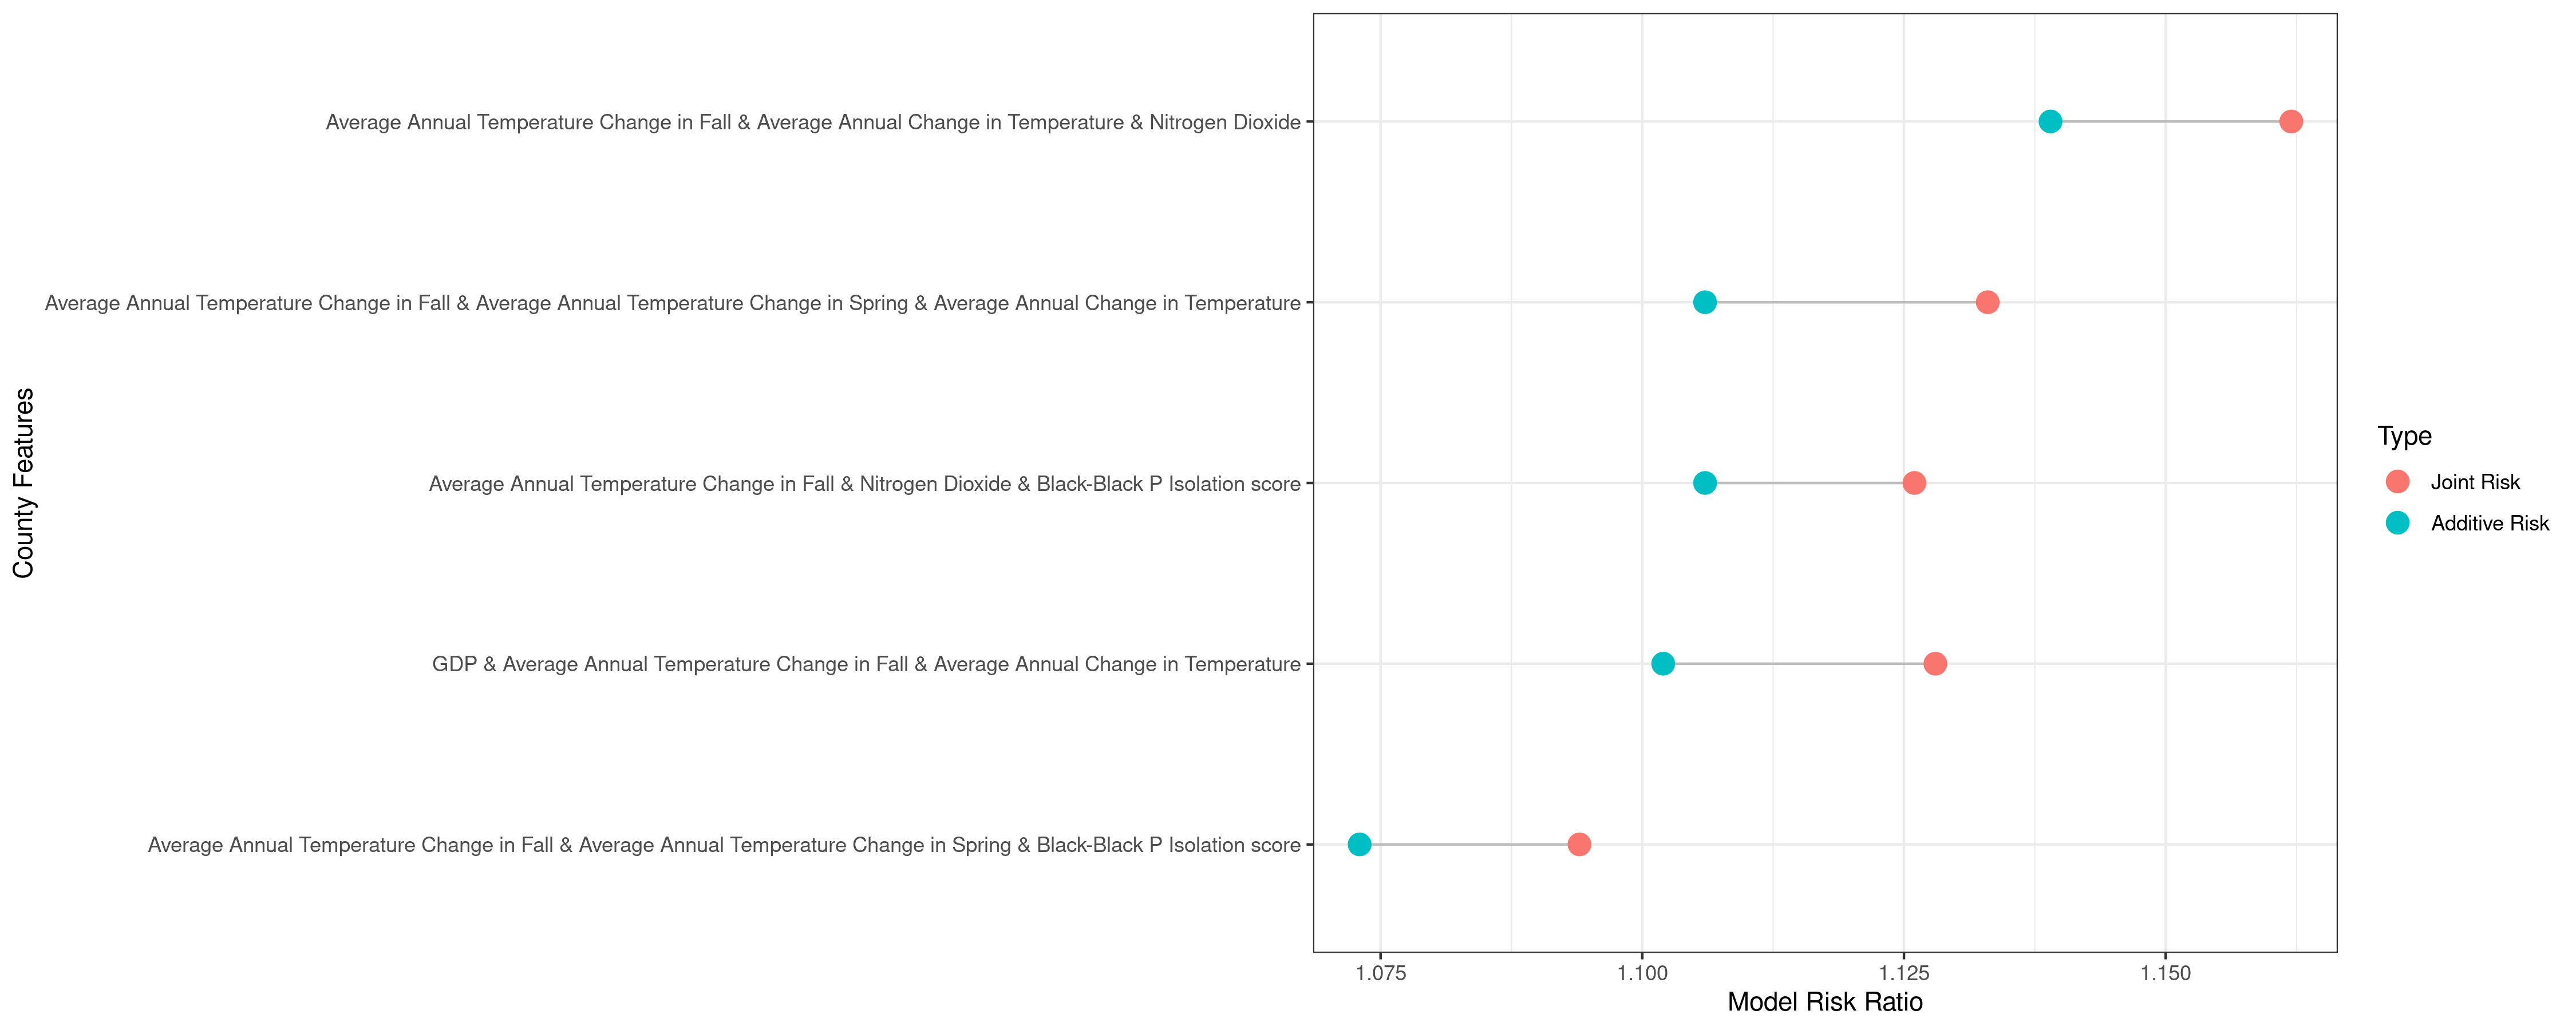 Average Annual Temperature Change in Fall & Average Annual Change in Temperature & Nitrogen Dioxide
Average Annual Temperature Change in Fall & Average Annual Temperature Change in Spring & Average Annual Change in Temperature
Average Annual Temperature Change in Fall & Nitrogen Dioxide & Black-Black P Isolation score
GDP & Average Annual Temperature Change in Fall & Average Annual Change in Temperature
Average Annual Temperature Change in Fall & Average Annual Temperature Change in Spring & Black-Black P Isolation score
County Features
1.075 1.100 1.125 1.150
Model Risk Ratio
Type
Joint Risk
Additive Risk